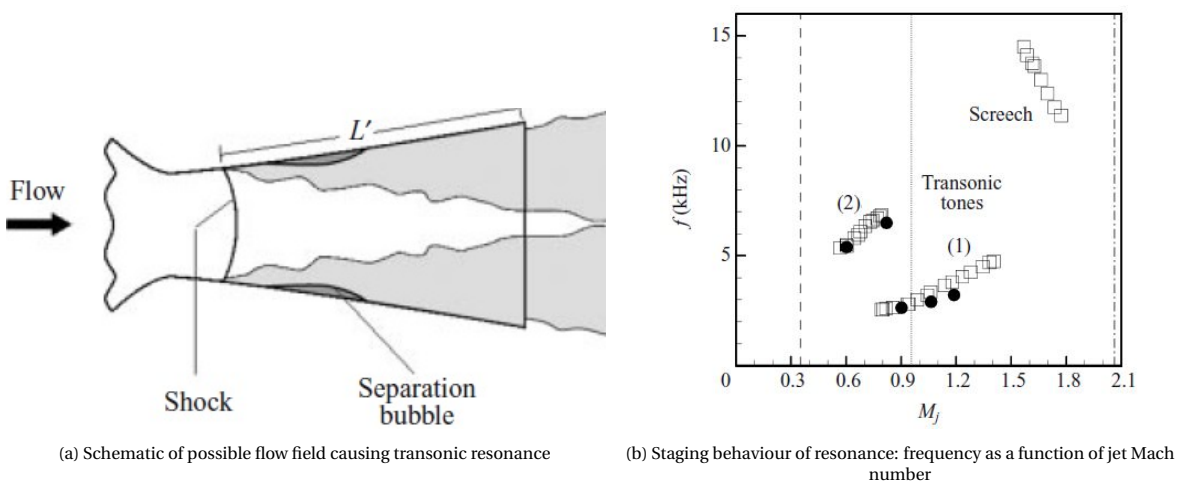 L′
Flow
Shock
Separation
bubble
(a) Schematic of possible flow field causing transonic resonance
15
10
5
0
f (kHz)
Screech
Transonic
tones
(2)
(1)
0 0.3 0.6 0.9 1.2 1.5 1.8 2.1
Mj
(b) Staging behaviour of resonance: frequency as a function of jet Mach
number